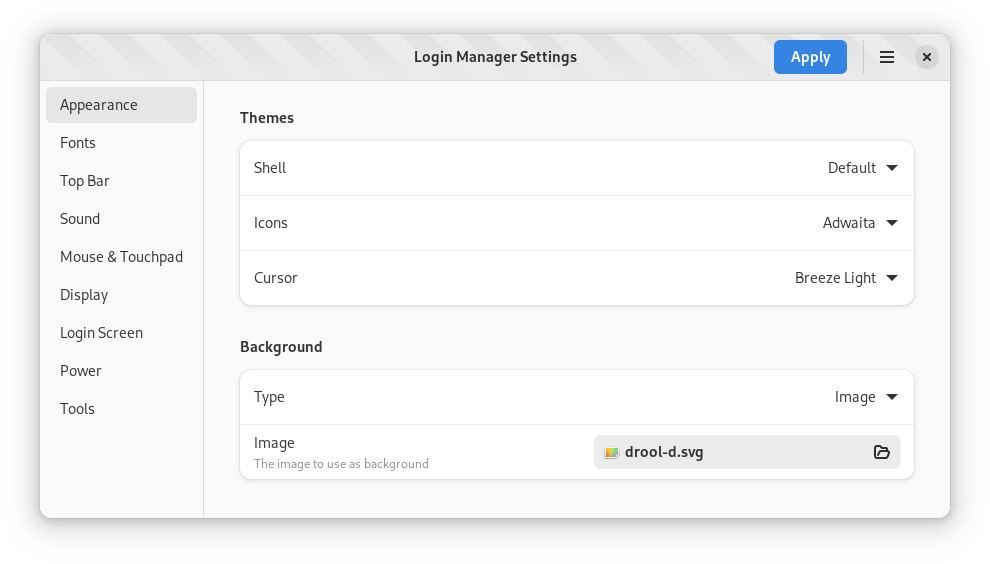 Login Manager Settings
Apply
Appearance
Fonts
Top Bar
Sound
Mouse & Touchpad
Display
Login Screen
Power
Tools
Themes
Shell
Default
Icons
Adwaita
Cursor
Breeze Light
Background
Type
Image
Image
The image to use as background
drool-d.svg